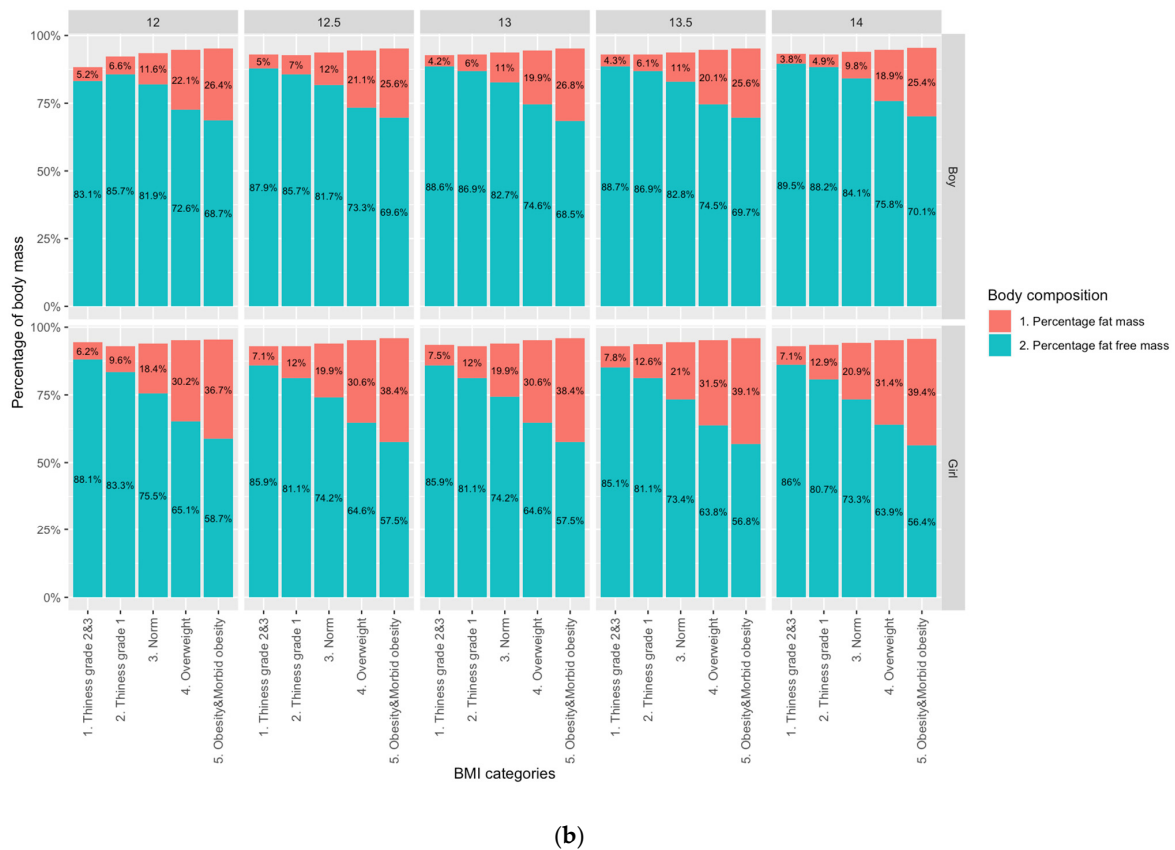 12 12.5 13 13.5 14
100%
75%
50%
25%
0%
5.2% 6.6% 11.6% 22.1% 26.4% 5% 7% 12% 21.1% 25.6% 4.2% 6% 11% 19.9% 26.8% 4.3% 6.1% 11% 20.1% 25.6% 3.8% 4.9% 9.8% 18.9% 25.4%
83.1% 85.7% 81.9% 72.6% 68.7% 87.9% 85.7% 81.7% 73.3% 69.6% 88.6% 86.9% 82.7% 74.6% 68.5% 88.7% 86.9% 82.8% 74.5% 69.7% 89.5% 88.2% 84.1% 75.8% 70.1%
Boy
100%
75%
50%
25%
0%
6.2% 9.6% 18.4% 30.2% 36.7% 7.1% 12% 19.9% 30.6% 38.4% 7.5% 12% 19.9% 30.6% 38.4% 7.8% 12.6% 21% 31.5% 39.1% 7.1% 12.9% 20.9% 31.4% 39.4%
88.1% 83.3% 75.5% 65.1% 58.7% 85.9% 81.1% 74.2% 64.6% 57.5% 85.9% 81.1% 74.2% 64.6% 57.5% 85.1% 81.1% 73.4% 63.8% 56.8% 86% 80.7% 73.3% 63.9% 56.4%
Girl
Percentage of body mass
1. Thiness grade 2&3
2. Thiness grade 1
3. Norm
4. Overweight
5. Obesity&Morbid obesity
1. Thiness grade 2&3
2. Thiness grade 1
3. Norm
4. Overweight
5. Obesity&Morbid obesity
1. Thiness grade 2&3
2. Thiness grade 1
3. Norm
4. Overweight
5. Obesity&Morbid obesity
1. Thiness grade 2&3
2. Thiness grade 1
3. Norm
4. Overweight
5. Obesity&Morbid obesity
1. Thiness grade 2&3
2. Thiness grade 1
3. Norm
4. Overweight
5. Obesity&Morbid obesity
BMI categories
Body composition
1. Percentage fat mass
2. Percentage fat free mass
(b)